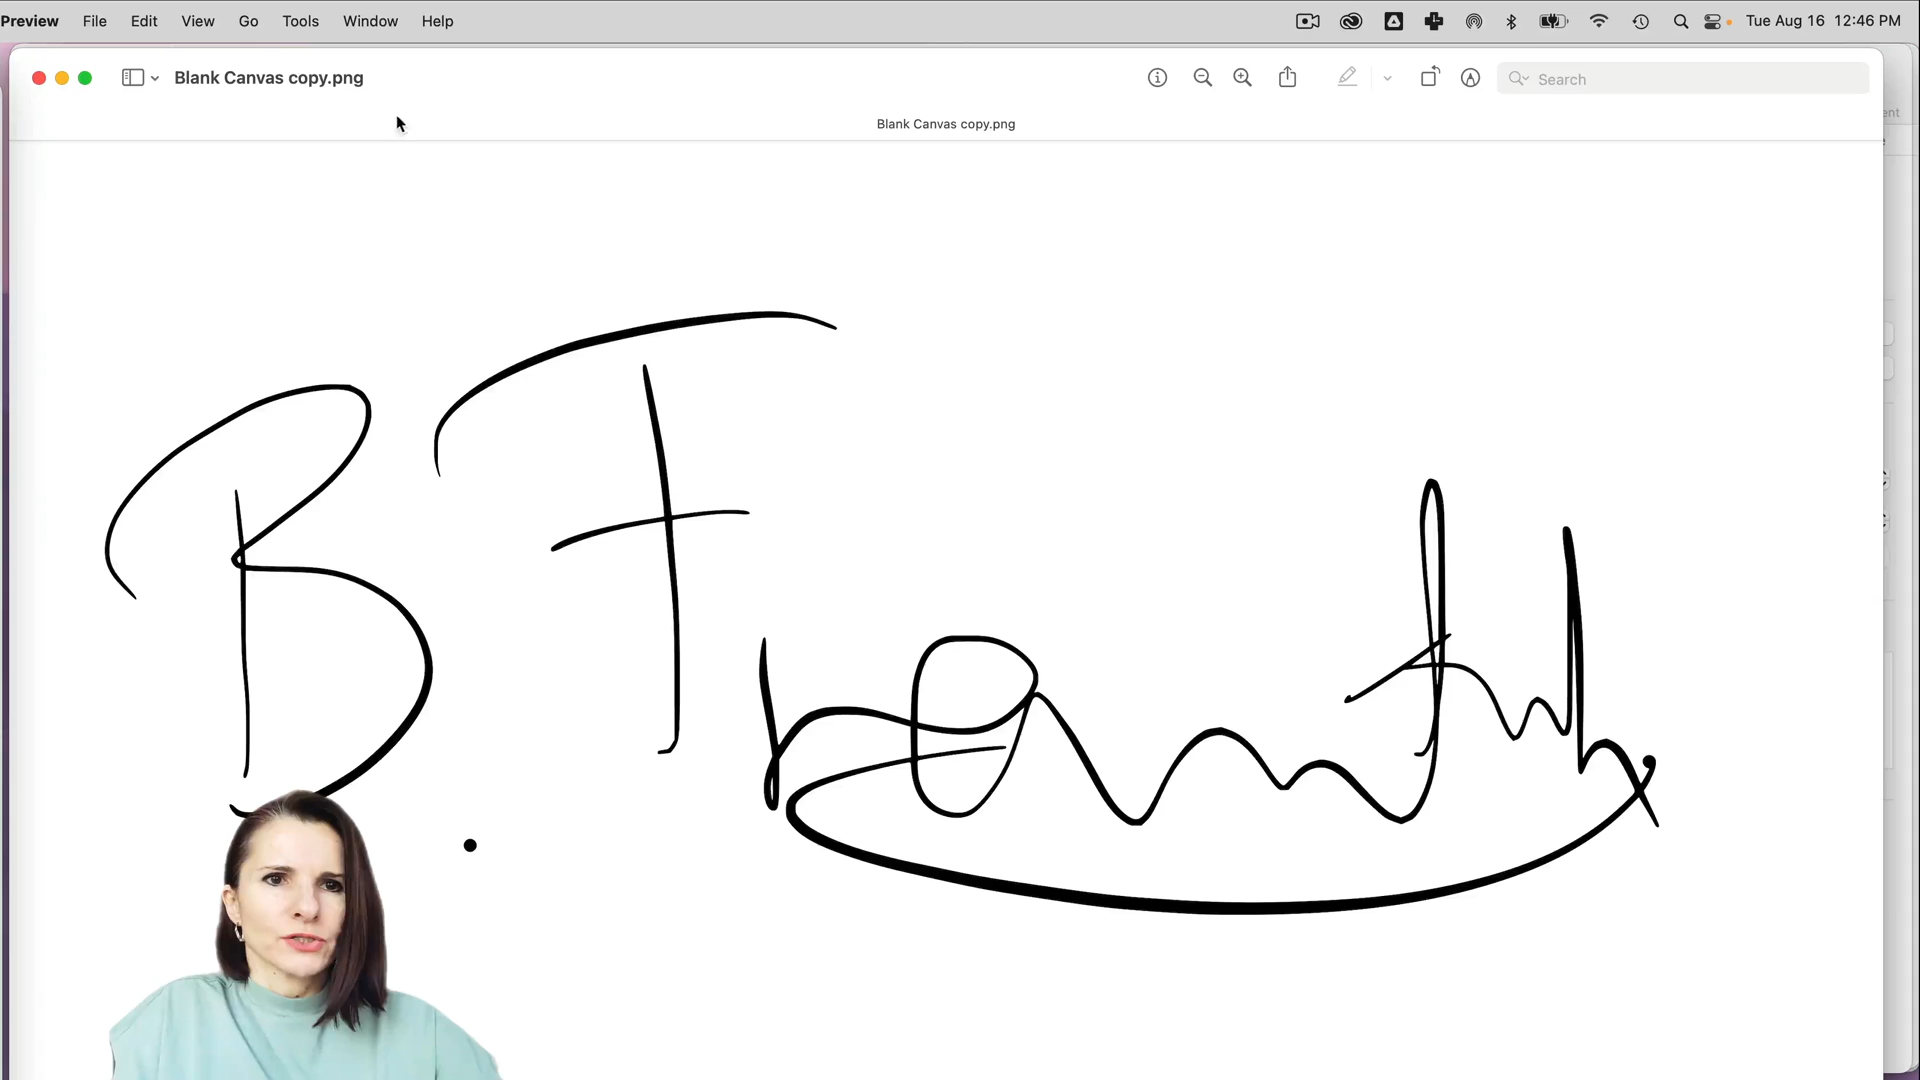 Preview File Edit View Go Tools Window Help Tue Aug 16 12:46 PM
Blank Canvas copy.png Search
ent
Blank Canvas copy.png
B.